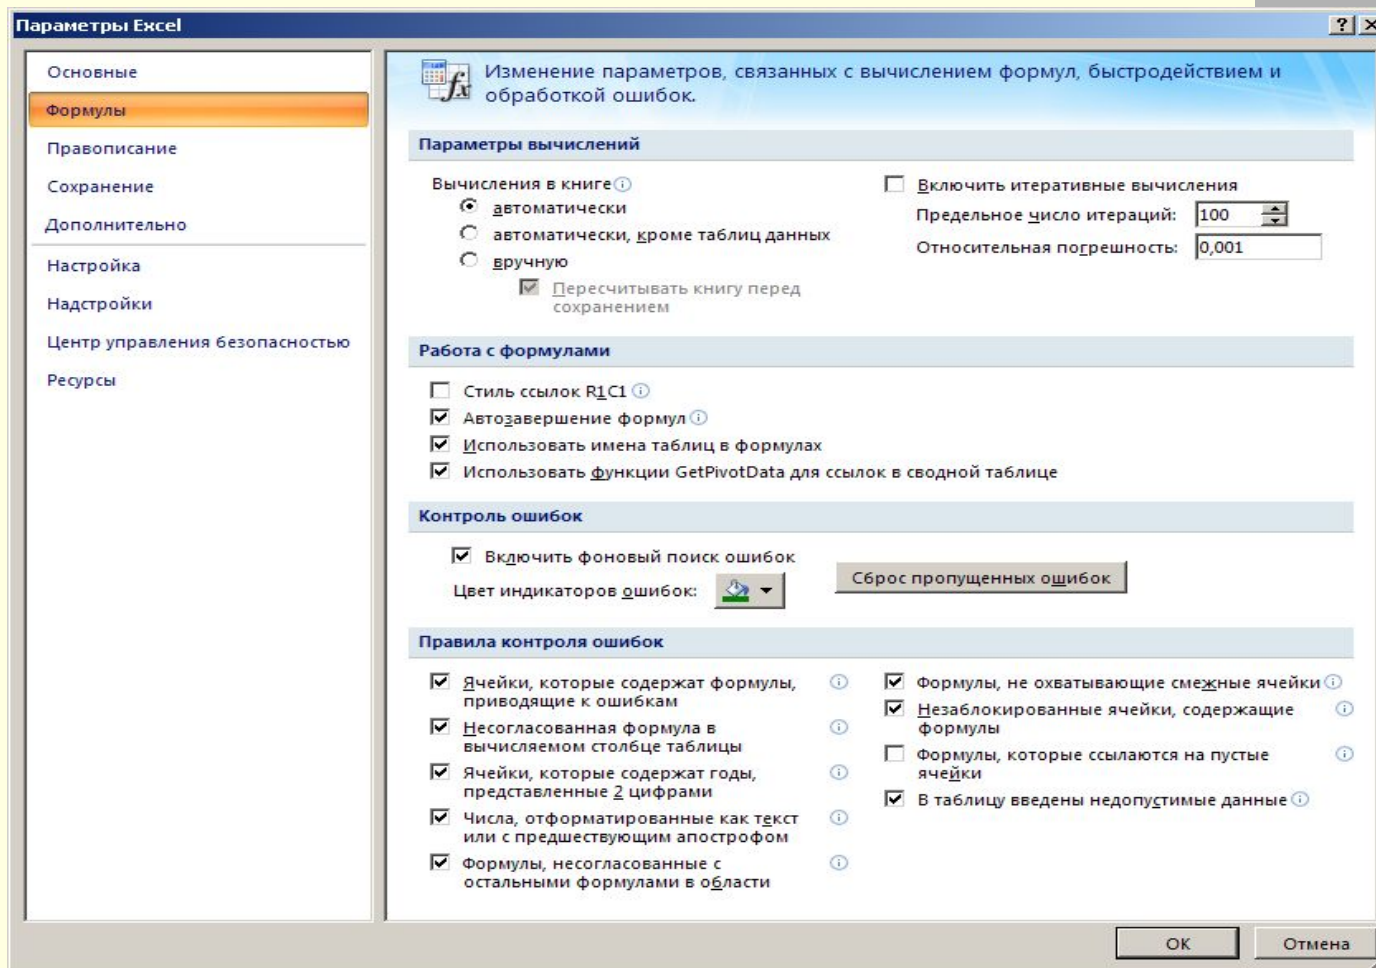 Параметры Excel
Основные
Формулы
Правописание
Сохранение
Дополнительно
Настройка
Надстройки
Центр управления безопасностью
Ресурсы
Изменение параметров, связанных с вычислением формул, быстродействием и
обработкой ошибок.
Параметры вычислений
Вычисления в книге
автоматически
автоматически, кроме таблиц данных
вручную
Пересчитывать книгу перед
сохранением
Включить итеративные вычисления
Предельное число итераций: 100
Относительная погрешность: 0,001
Работа с формулами
Стиль ссылок R1C1
Автозавершение формул
Использовать имена таблиц в формулах
Использовать функции GetPivotData для ссылок в сводной таблице
Контроль ошибок
Включить фоновый поиск ошибок
Цвет индикаторов ошибок:
Сброс пропущенных ошибок
Правила контроля ошибок
Ячейки, которые содержат формулы,
приводящие к ошибкам
Несогласованная формула в
вычисляемом столбце таблицы
Ячейки, которые содержат годы,
представленные 2 цифрами
Числа, отформатированные как текст
или с предшествующим апострофом
Формулы, несогласованные с
остальными формулами в области
Формулы, не охватывающие смежные ячейки
Незаблокированные ячейки, содержащие
формулы
Формулы, которые ссылаются на пустые
ячейки
В таблицу введены недопустимые данные
OK
Отмена